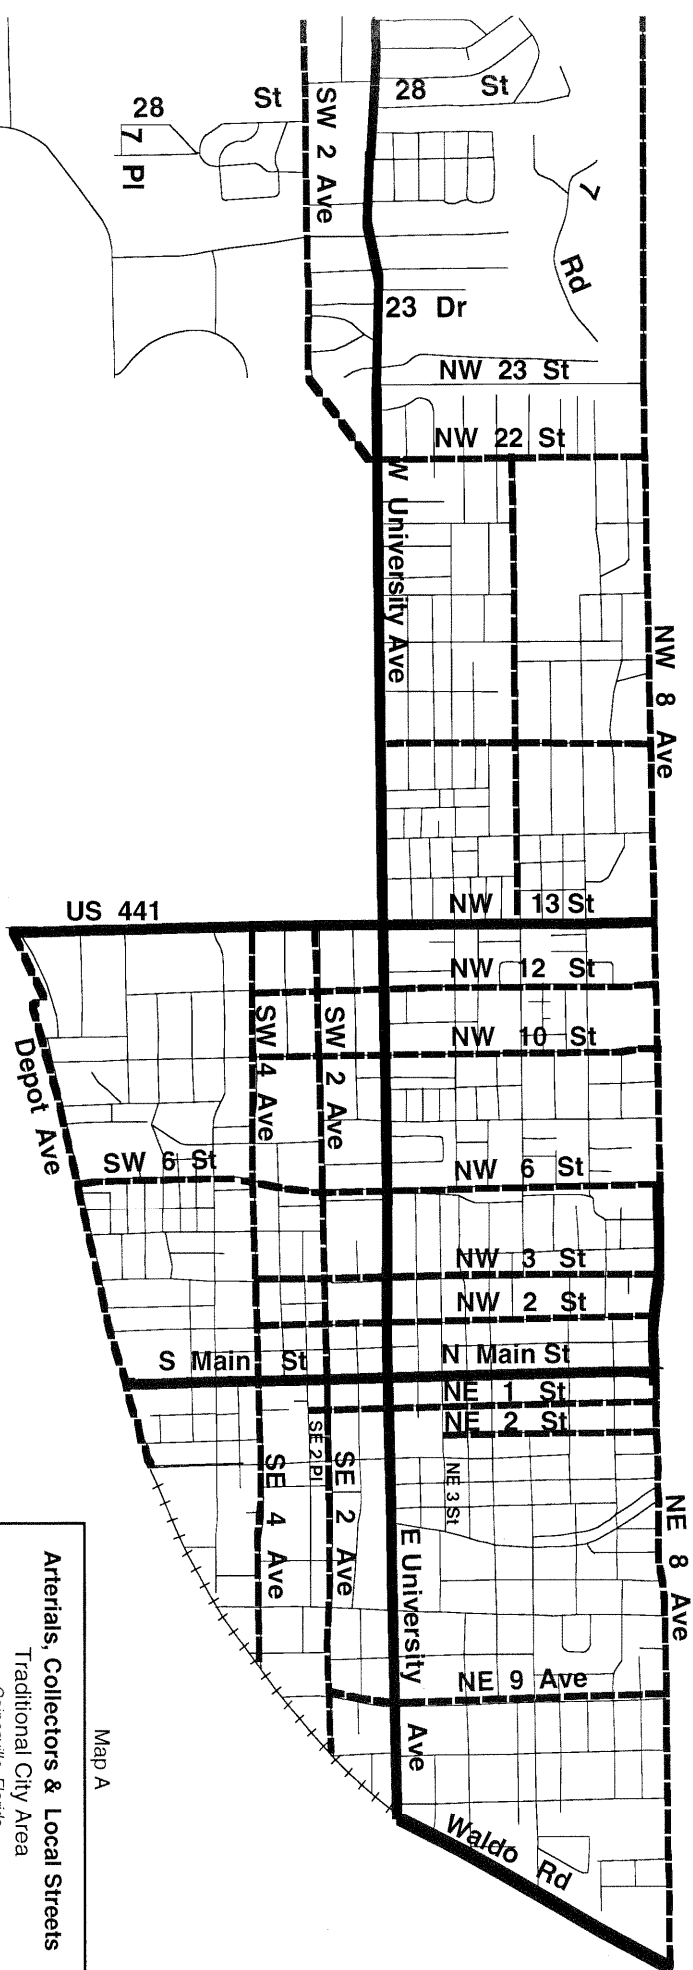 28 St
SW 2 Ave
28 St
7 Pl
7 Rd
23 Dr
NW 23 St
NW 22 St
W University Ave
NW 8 Ave
US 441
NW 13 St
NW 12 St
SW 4 Ave
SW 2 Ave
NW 10 St
Depot Ave
SW 6 St
NW 6 St
NW 3 St
NW 2 St
S Main St
N Main St
NE 1 St
NE 2 St
SE 2 Pl
SE 4 Ave
SE 2 Ave
NE 3 St
NE 8 Ave
E University Ave
NE 9 Ave
Waldo Rd
Map A
Arterials, Collectors & Local Streets
Traditional City Area